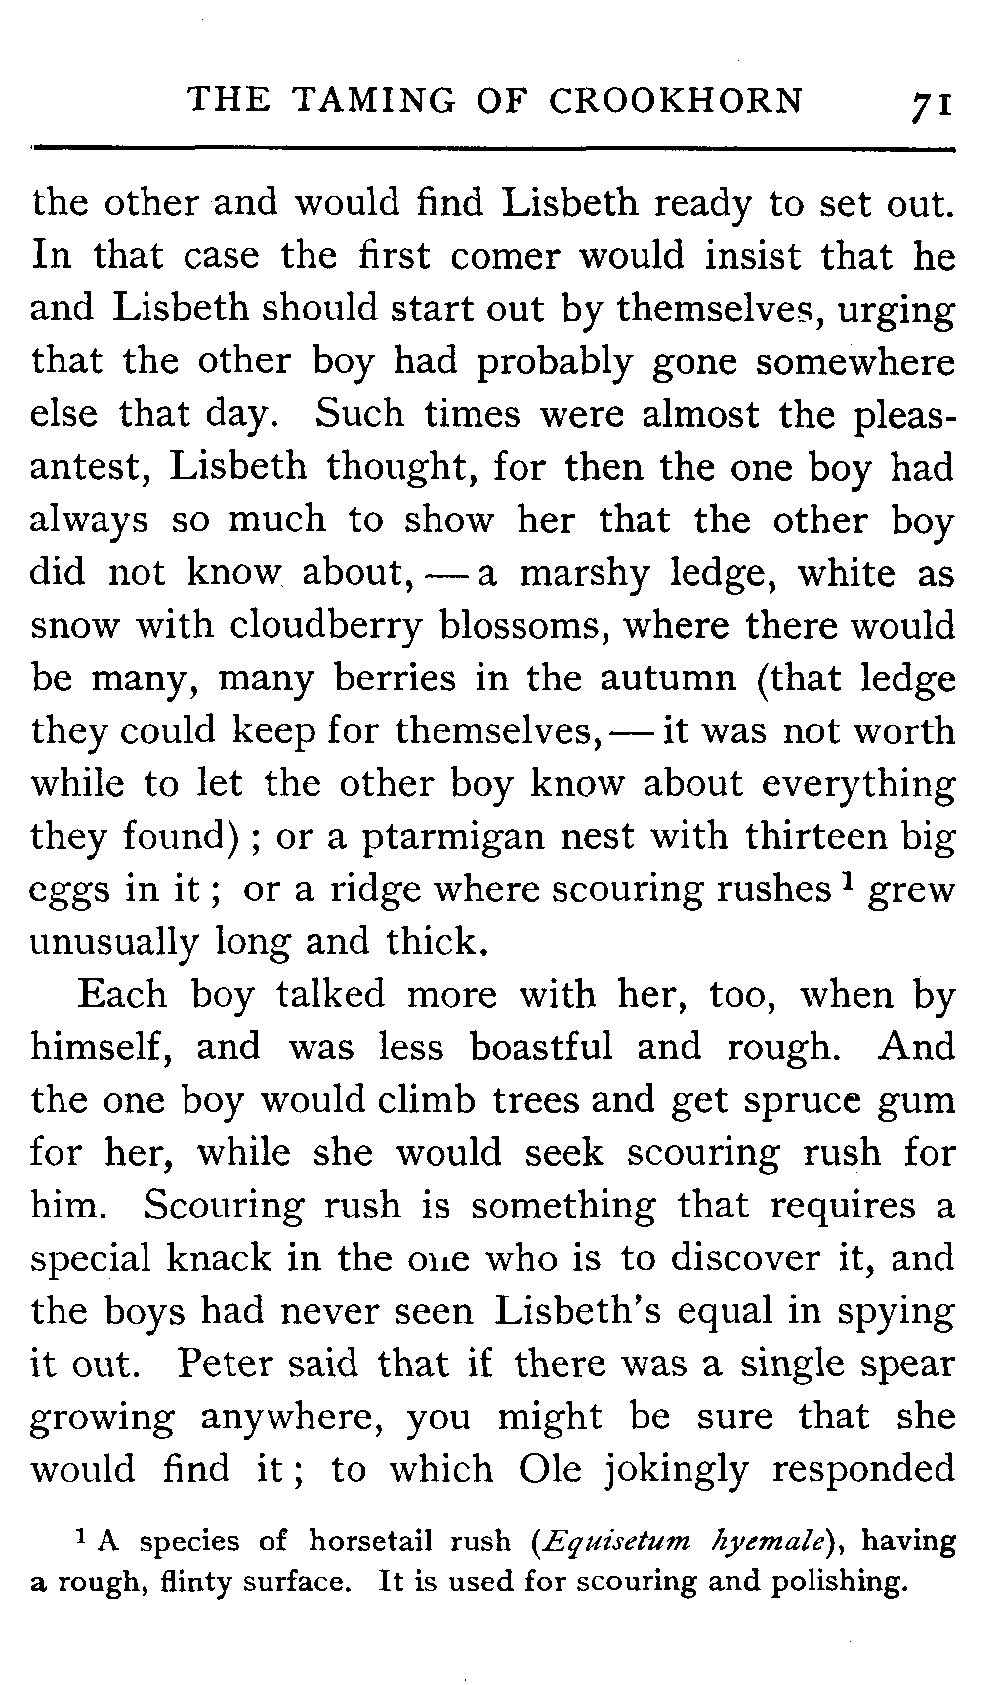 THE TAMING OF CROOKHORN 71
the other and would find Lisbeth ready to set out.
In that case the first comer would insist that he
and Lisbeth should start out by themselves, urging
that the other boy had probably gone somewhere
else that day. Such times were almost the pleas-
antest, Lisbeth thought, for then the one boy had
always so much to show her that the other boy
did not know about, — a marshy ledge, white as
snow with cloudberry blossoms, where there would
be many, many berries in the autumn (that ledge
they could keep for themselves, — it was not worth
while to let the other boy know about everything
they found) ; or a ptarmigan nest with thirteen big
eggs in it ; or a ridge where scouring rushes ¹ grew
unusually long and thick.
Each boy talked more with her, too, when by
himself, and was less boastful and rough. And
the one boy would climb trees and get spruce gum
for her, while she would seek scouring rush for
him. Scouring rush is something that requires a
special knack in the one who is to discover it, and
the boys had never seen Lisbeth's equal in spying
it out. Peter said that if there was a single spear
growing anywhere, you might be sure that she
would find it ; to which Ole jokingly responded
¹ A species of horsetail rush (Equisetum hyemale), having
a rough, flinty surface. It is used for scouring and polishing.